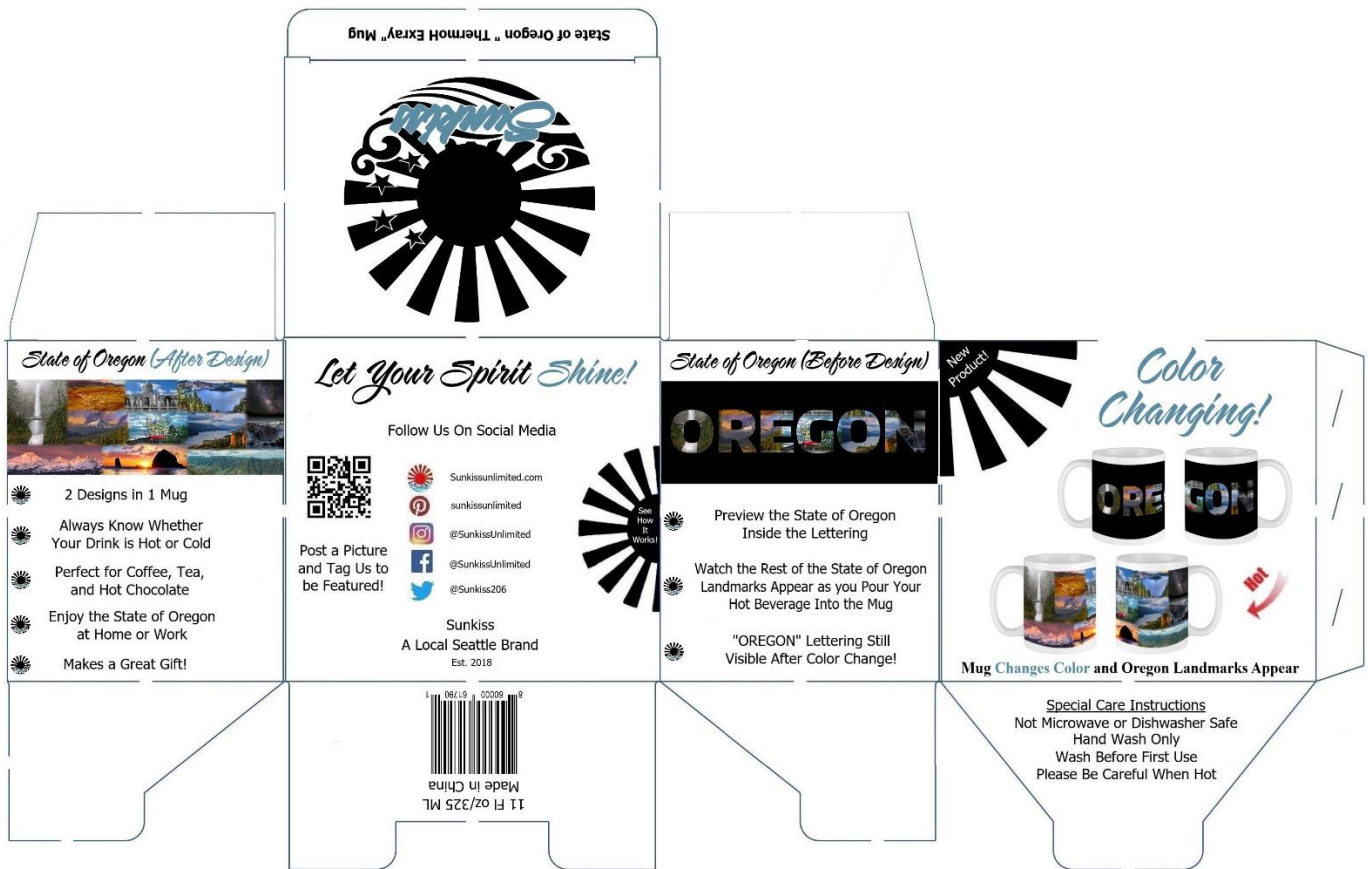 State of Oregon " ThermoH Exray" Mug
Sunkiss
State of Oregon (After Design)
2 Designs in 1 Mug
Always Know Whether
Your Drink is Hot or Cold
Perfect for Coffee, Tea,
and Hot Chocolate
Enjoy the State of Oregon
at Home or Work
Makes a Great Gift!
Let Your Spirit Shine!
Follow Us On Social Media
Sunkissunlimited.com
sunkissunlimited
@SunkissUnlimited
@SunkissUnlimited
@Sunkiss206
Post a Picture
and Tag Us to
be Featured!
See
How
It
Works!
Sunkiss
A Local Seattle Brand
Est. 2018
State of Oregon (Before Design)
OREGON
Preview the State of Oregon
Inside the Lettering
Watch the Rest of the State of Oregon
Landmarks Appear as you Pour Your
Hot Beverage Into the Mug
"OREGON" Lettering Still
Visible After Color Change!
New
Product!
Color
Changing!
ORE
GON
Hot
Mug Changes Color and Oregon Landmarks Appear
11 Fl oz/325 ML
Made in China
8 60000 61790 1
Special Care Instructions
Not Microwave or Dishwasher Safe
Hand Wash Only
Wash Before First Use
Please Be Careful When Hot